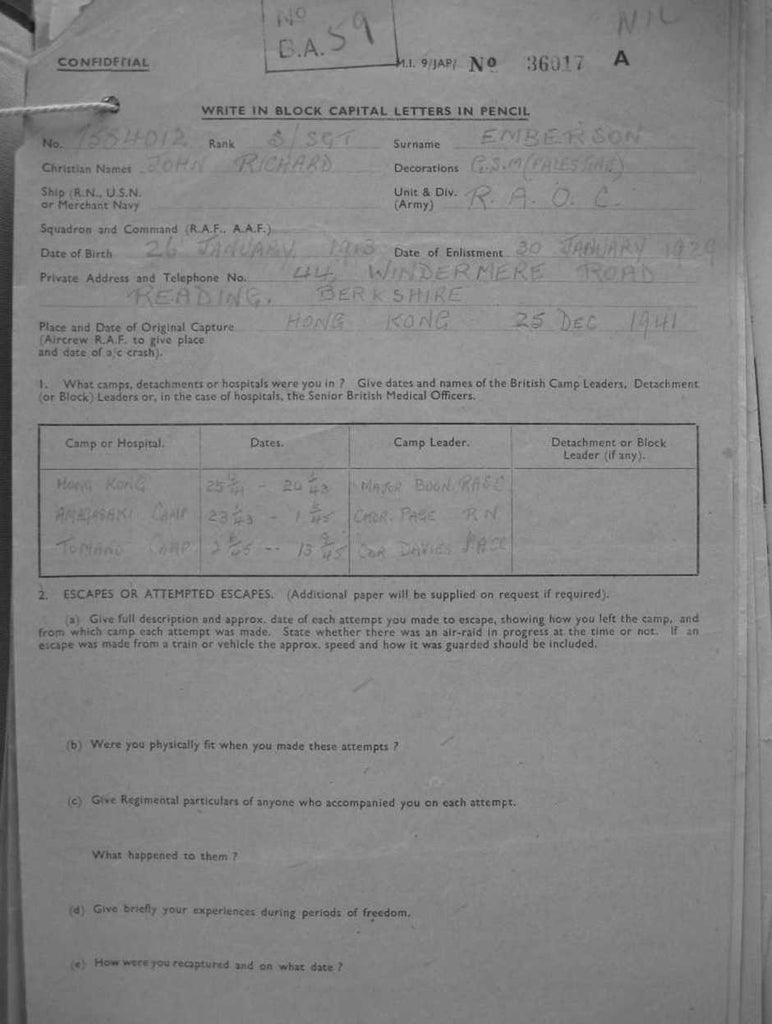 No B.A. 59
NIL
CONFIDETIAL M.I. 9/JAP/ No 36017 A
WRITE IN BLOCK CAPITAL LETTERS IN PENCIL
No. 7584012 Rank S/SGT Surname EMBERSON
Christian Names JOHN RICHARD Decorations G.S.M (PALESTINE)
Ship (R.N., U.S.N. Unit & Div. R. A. O. C.
or Merchant Navy (Army)
Squadron and Command (R.A.F., A.A.F.)
Date of Birth 26 JANUARY 1913 Date of Enlistment 30 JANUARY 1929
Private Address and Telephone No. 44 WINDERMERE ROAD
READING. BERKSHIRE
Place and Date of Original Capture HONG KONG - 25 DEC 1941
(Aircrew R.A.F. to give place
and date of a/c crash).
1. What camps, detachments or hospitals were you in ? Give dates and names of the British Camp Leaders, Detachment
(or Block) Leaders or, in the case of hospitals, the Senior British Medical Officers.
Camp or Hospital. Dates. Camp Leader. Detachment or Block
Leader (if any).
HONG KONG MAJOR BOON. RASC
CAMP CMDR. PAGE RN
CAMP CDR DAVIES
2. ESCAPES OR ATTEMPTED ESCAPES. (Additional paper will be supplied on request if required).
(a) Give full description and approx. date of each attempt you made to escape, showing how you left the camp, and
from which camp each attempt was made. State whether there was an air-raid in progress at the time or not. If an
escape was made from a train or vehicle the approx. speed and how it was guarded should be included.
(b) Were you physically fit when you made these attempts ?
(c) Give Regimental particulars of anyone who accompanied you on each attempt.
What happened to them ?
(d) Give briefly your experiences during periods of freedom.
(e) How were you recaptured and on what date ?